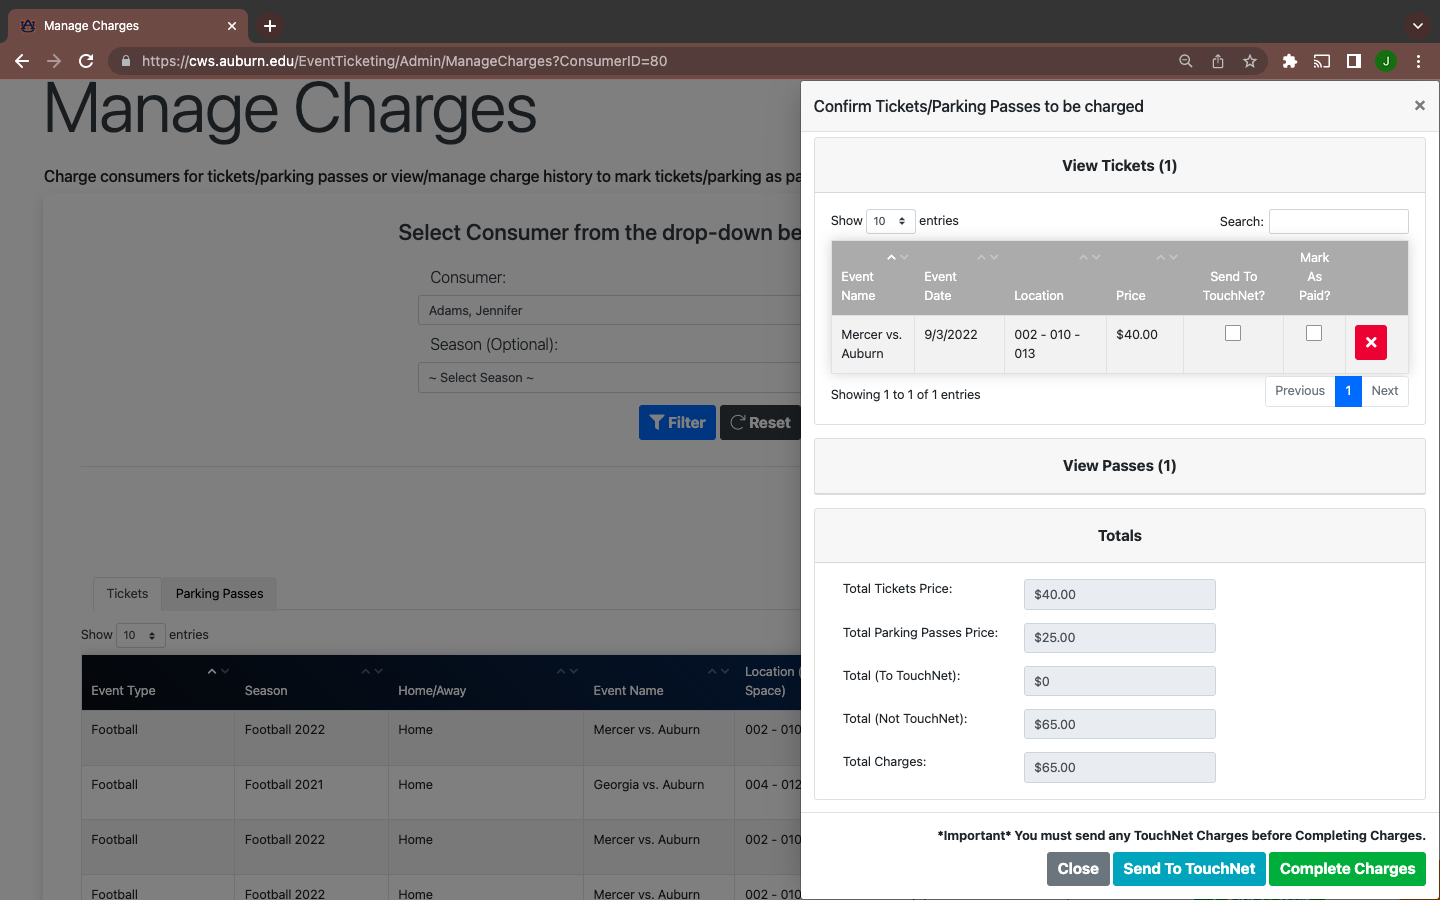 Manage Charges
https://cws.auburn.edu/EventTicketing/Admin/ManageCharges?ConsumerID=80
J
Manage Charges
Charge consumers for tickets/parking passes or view/manage charge history to mark tickets/parking as pa
Select Consumer from the drop-down be
Consumer:
Adams, Jennifer
Season (Optional):
~ Select Season ~
Filter Reset
Tickets Parking Passes
Show 10 entries
Event Type Season Home/Away Event Name Location (
Space)
Football Football 2022 Home Mercer vs. Auburn 002 - 010
Football Football 2021 Home Georgia vs. Auburn 004 - 012
Football Football 2022 Home Mercer vs. Auburn 002 - 010
Football Football 2022 Home Mercer vs. Auburn 002 - 010
Confirm Tickets/Parking Passes to be charged
View Tickets (1)
Show 10 entries Search:
Event
Name
Event
Date
Location
Price
Send To
TouchNet?
Mark
As
Paid?
Mercer vs.
Auburn
9/3/2022
002 - 010 -
013
$40.00
Showing 1 to 1 of 1 entries
Previous 1 Next
View Passes (1)
Totals
Total Tickets Price: $40.00
Total Parking Passes Price: $25.00
Total (To TouchNet): $0
Total (Not TouchNet): $65.00
Total Charges: $65.00
*Important* You must send any TouchNet Charges before Completing Charges.
Close Send To TouchNet Complete Charges